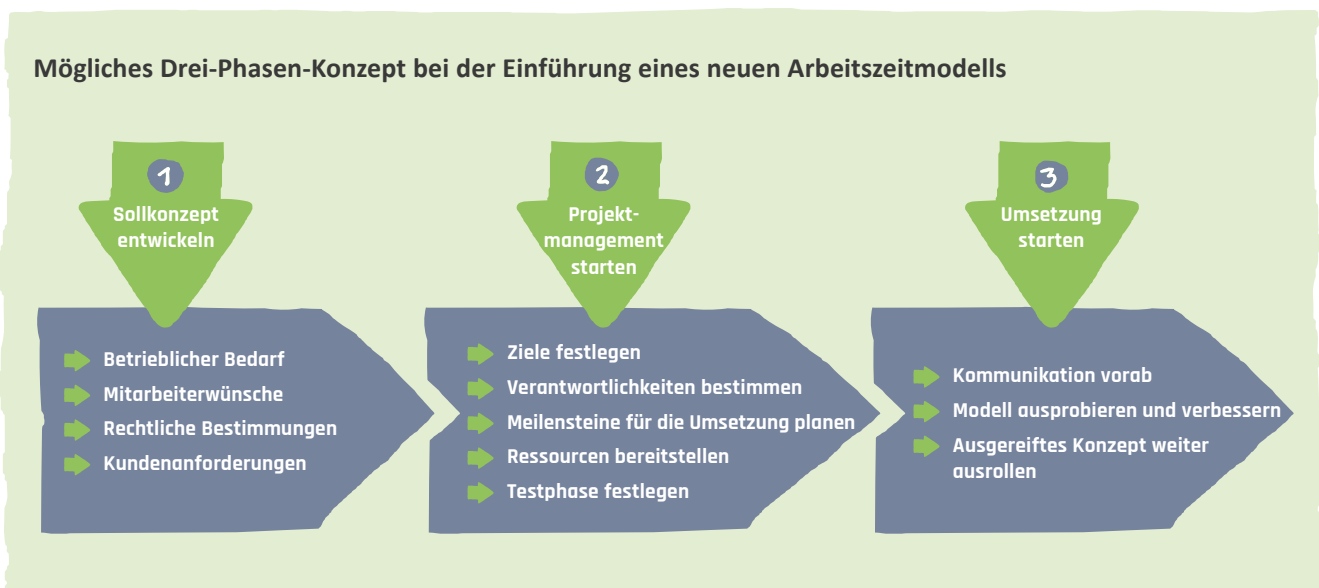 Mögliches Drei-Phasen-Konzept bei der Einführung eines neuen Arbeitszeitmodells
1
Sollkonzept
entwickeln
Betrieblicher Bedarf
Mitarbeiterwünsche
Rechtliche Bestimmungen
Kundenanforderungen
2
Projekt-
management
starten
Ziele festlegen
Verantwortlichkeiten bestimmen
Meilensteine für die Umsetzung planen
Ressourcen bereitstellen
Testphase festlegen
3
Umsetzung
starten
Kommunikation vorab
Modell ausprobieren und verbessern
Ausgereiftes Konzept weiter
ausrollen